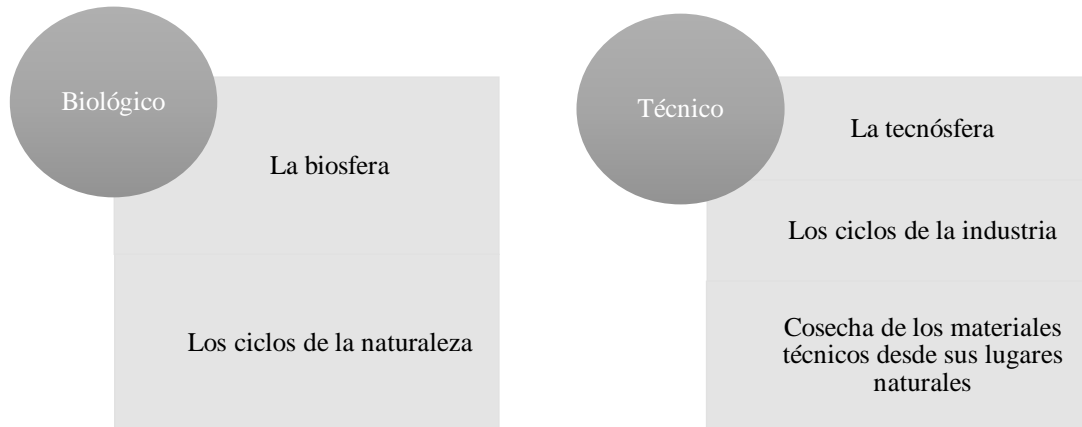 Biológico
La biosfera
Los ciclos de la naturaleza
Técnico
La tecnósfera
Los ciclos de la industria
Cosecha de los materiales
técnicos desde sus lugares
naturales